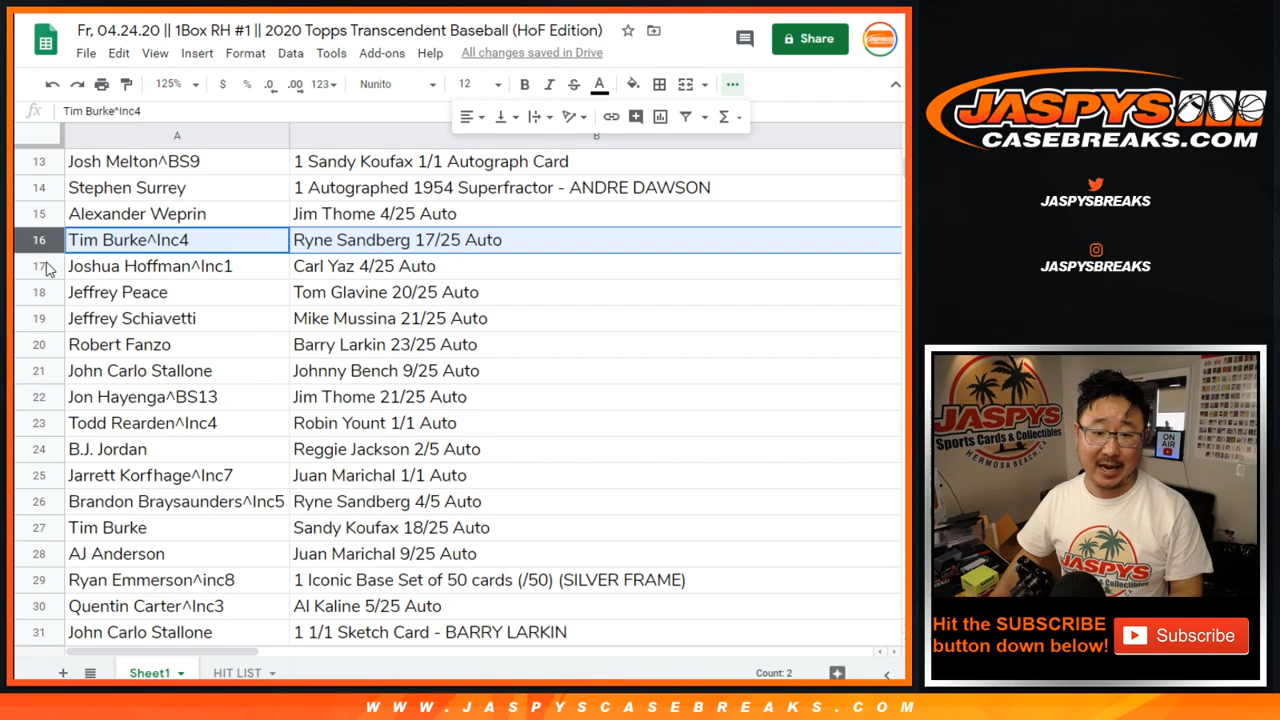 Fr, 04.24.20 || 1Box RH #1 || 2020 Topps Transcendent Baseball (HoF Edition)
File Edit View Insert Format Data Tools Add-ons Help All changes saved in Drive
Share
125% $ % .0 .00 123 Nunito 12 B I S A
fx Tim Burke^Inc4
A B
13 Josh Melton^BS9 1 Sandy Koufax 1/1 Autograph Card
14 Stephen Surrey 1 Autographed 1954 Superfractor - ANDRE DAWSON
15 Alexander Weprin Jim Thome 4/25 Auto
16 Tim Burke^Inc4 Ryne Sandberg 17/25 Auto
17 Joshua Hoffman^Inc1 Carl Yaz 4/25 Auto
18 Jeffrey Peace Tom Glavine 20/25 Auto
19 Jeffrey Schiavetti Mike Mussina 21/25 Auto
20 Robert Fanzo Barry Larkin 23/25 Auto
21 John Carlo Stallone Johnny Bench 9/25 Auto
22 Jon Hayenga^BS13 Jim Thome 21/25 Auto
23 Todd Rearden^Inc4 Robin Yount 1/1 Auto
24 B.J. Jordan Reggie Jackson 2/5 Auto
25 Jarrett Korfhage^Inc7 Juan Marichal 1/1 Auto
26 Brandon Braysaunders^Inc5 Ryne Sandberg 4/5 Auto
27 Tim Burke Sandy Koufax 18/25 Auto
28 AJ Anderson Juan Marichal 9/25 Auto
29 Ryan Emmerson^inc8 1 Iconic Base Set of 50 cards (/50) (SILVER FRAME)
30 Quentin Carter^Inc3 Al Kaline 5/25 Auto
31 John Carlo Stallone 1 1/1 Sketch Card - BARRY LARKIN
Sheet1 HIT LIST Count: 2
JASPYS
CASEBREAKS.COM
JASPYSBREAKS
JASPYSBREAKS
JASPYS
Sports Cards & Collectibles
HERMOSA BEACH, CA
ON AIR
JASPYS
Hit the SUBSCRIBE
button down below!
Subscribe
WWW.JASPYSCASEBREAKS.COM